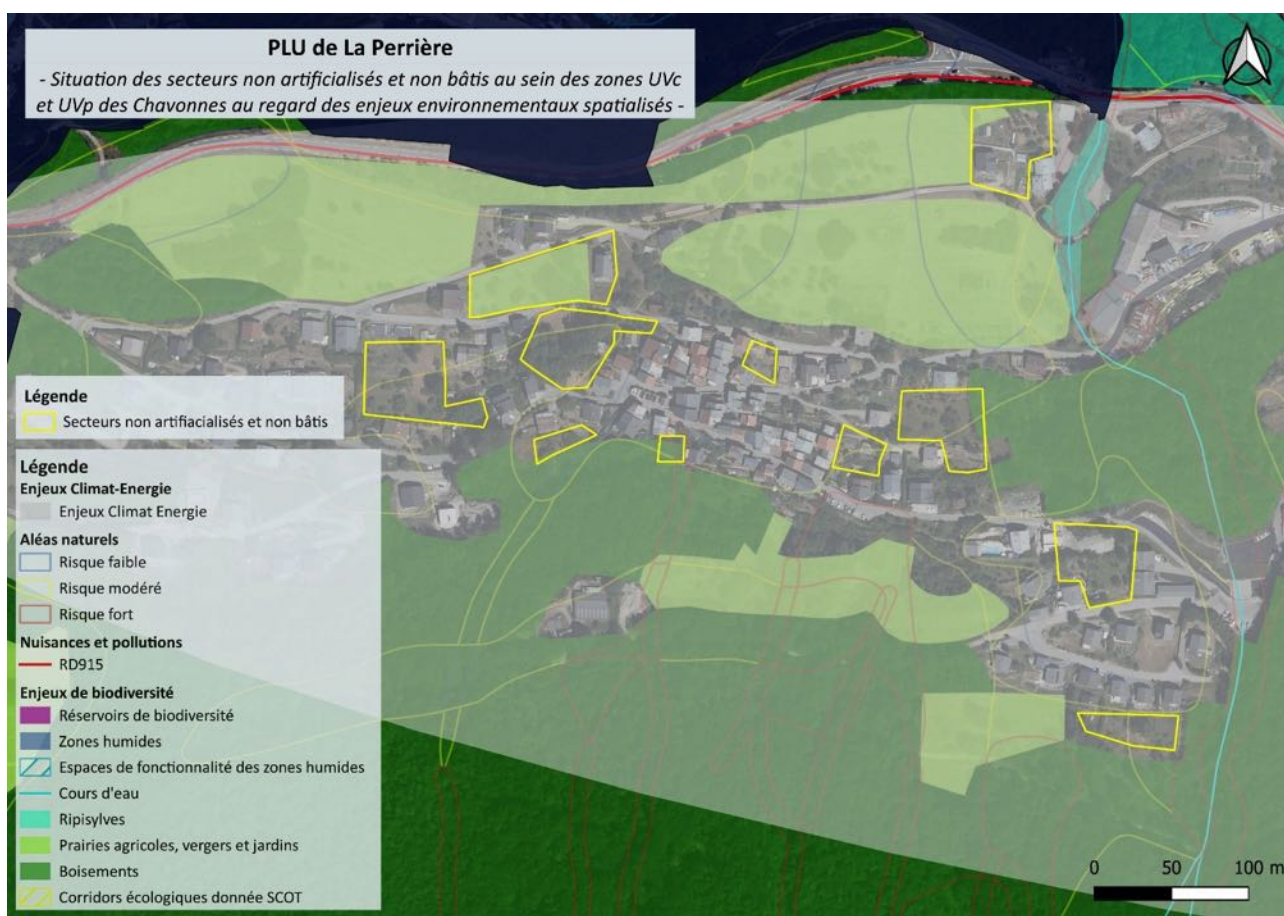 PLU de La Perrière
- Situation des secteurs non artificialisés et non bâtis au sein des zones UVc
et UVp des Chavonnes au regard des enjeux environnementaux spatialisés -
Légende
Secteurs non artifiacialisés et non bâtis
Légende
Enjeux Climat-Energie
Enjeux Climat Energie
Aléas naturels
Risque faible
Risque modéré
Risque fort
Nuisances et pollutions
RD915
Enjeux de biodiversité
Réservoirs de biodiversité
Zones humides
Espaces de fonctionnalité des zones humides
Cours d'eau
Ripisylves
Prairies agricoles, vergers et jardins
Boisements
Corridors écologiques donnée SCOT
0 50 100 m